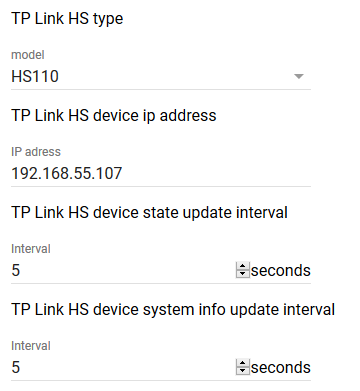 TP Link HS type
model
HS110
TP Link HS device ip address
IP adress
192.168.55.107
TP Link HS device state update interval
Interval
5 seconds
TP Link HS device system info update interval
Interval
5 seconds